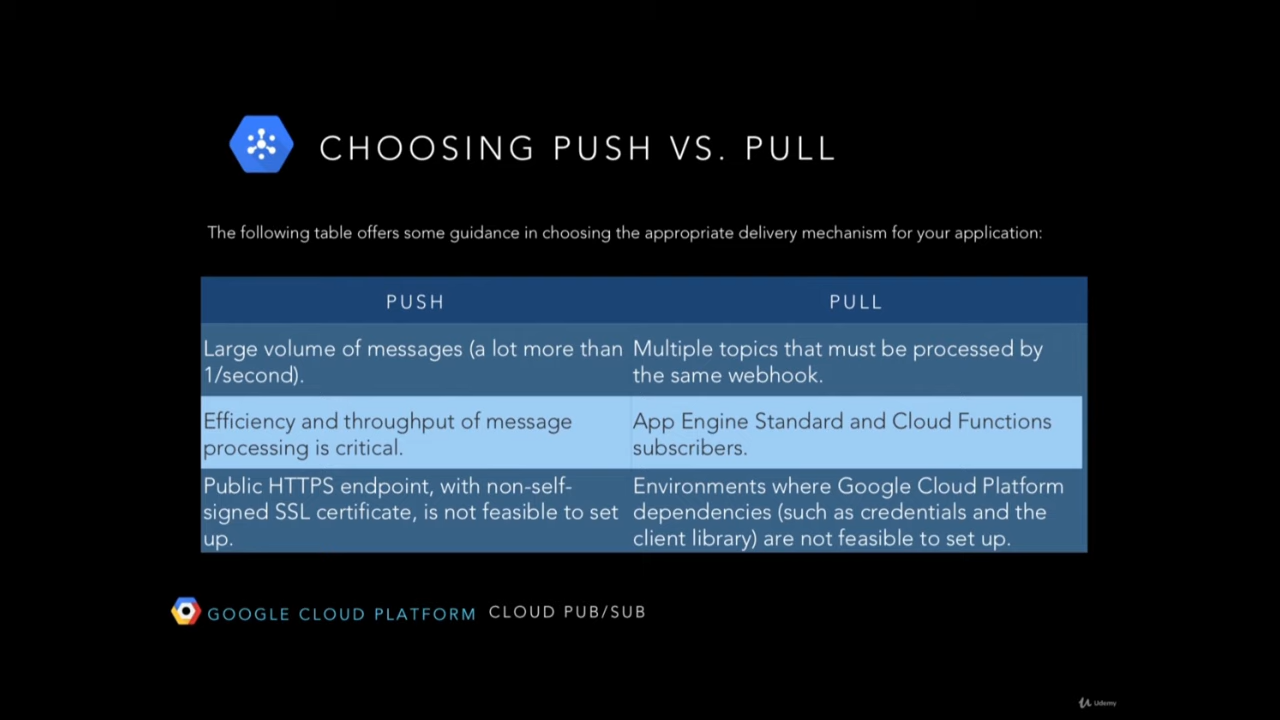 CHOOSING PUSH VS. PULL
The following table offers some guidance in choosing the appropriate delivery mechanism for your application:
PUSH
PULL
Large volume of messages (a lot more than
1/second).
Multiple topics that must be processed by
the same webhook.
Efficiency and throughput of message
processing is critical.
App Engine Standard and Cloud Functions
subscribers.
Public HTTPS endpoint, with non-self-
signed SSL certificate, is not feasible to set
up.
Environments where Google Cloud Platform
dependencies (such as credentials and the
client library) are not feasible to set up.
GOOGLE CLOUD PLATFORM CLOUD PUB/SUB
Udemy